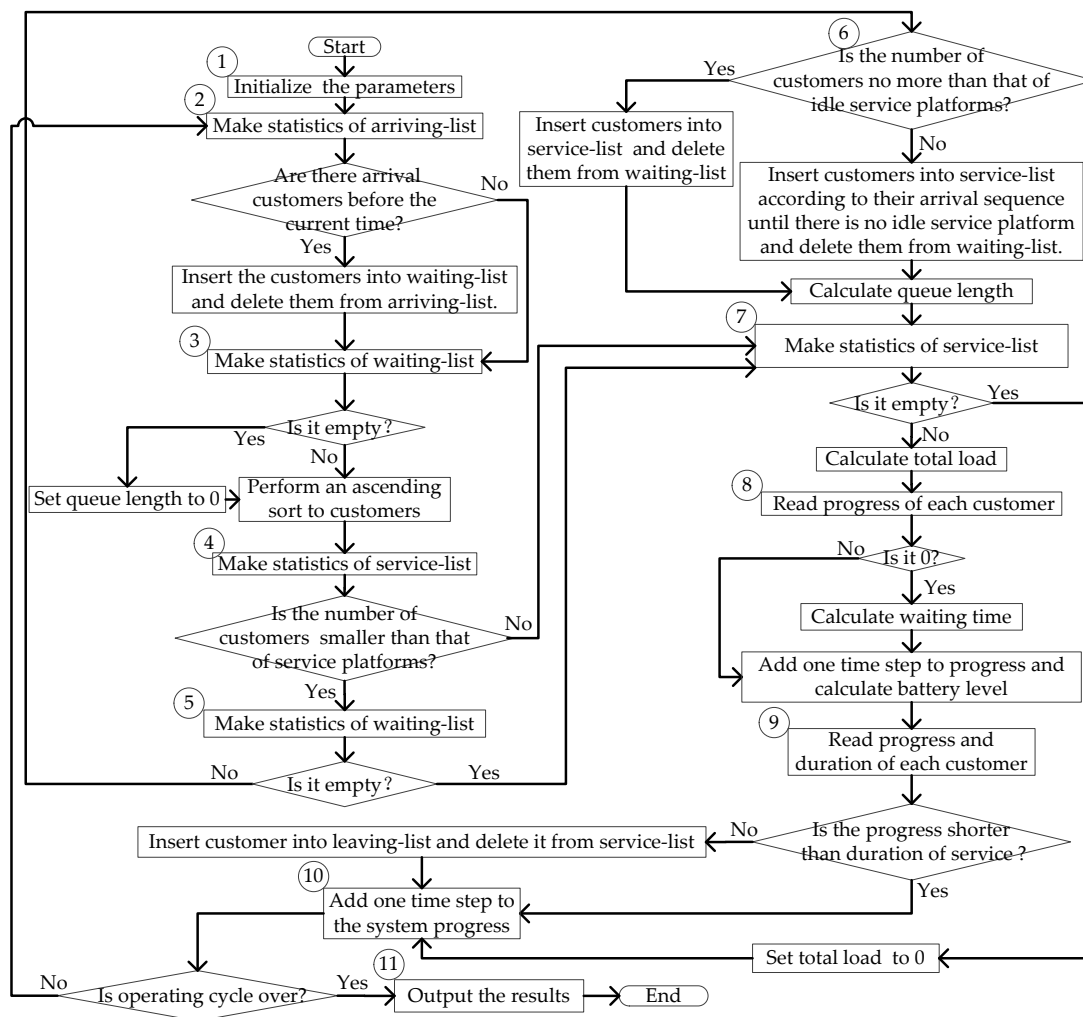 Start
1
Initialize the parameters
2
Make statistics of arriving-list
Are there arrival
customers before the
current time?
No
Yes
Insert the customers into waiting-list
and delete them from arriving-list.
3
Make statistics of waiting-list
Is it empty?
Yes
No
Set queue length to 0
Perform an ascending
sort to customers
4
Make statistics of service-list
Is the number of
customers smaller than that
of service platforms?
No
Yes
5
Make statistics of waiting-list
Is it empty?
No
Yes
6
Is the number of
customers no more than that of
idle service platforms?
Yes
No
Insert customers into
service-list and delete
them from waiting-list
Insert customers into service-list
according to their arrival sequence
until there is no idle service platform
and delete them from waiting-list.
Calculate queue length
7
Make statistics of service-list
Is it empty?
Yes
No
Calculate total load
8
Read progress of each customer
Is it 0?
No
Yes
Calculate waiting time
Add one time step to progress and
calculate battery level
9
Read progress and
duration of each customer
Is the progress shorter
than duration of service ?
No
Yes
Insert customer into leaving-list and delete it from service-list
10
Add one time step to
the system progress
Set total load to 0
Is operating cycle over?
No
Yes
11
Output the results
End